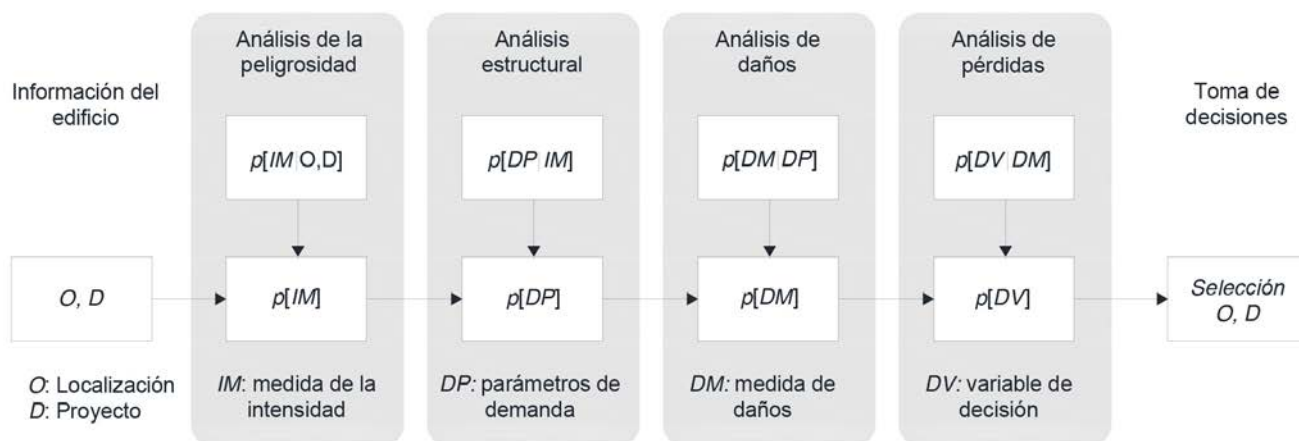 Información del
edificio
O, D
O: Localización
D: Proyecto
Análisis de la
peligrosidad
p[IM|O,D]
p[IM]
IM: medida de la
intensidad
Análisis
estructural
p[DP|IM]
p[DP]
DP: parámetros de
demanda
Análisis de
daños
p[DM|DP]
p[DM]
DM: medida de
daños
Análisis de
pérdidas
p[DV|DM]
p[DV]
DV: variable de
decisión
Toma de
decisiones
Selección
O, D